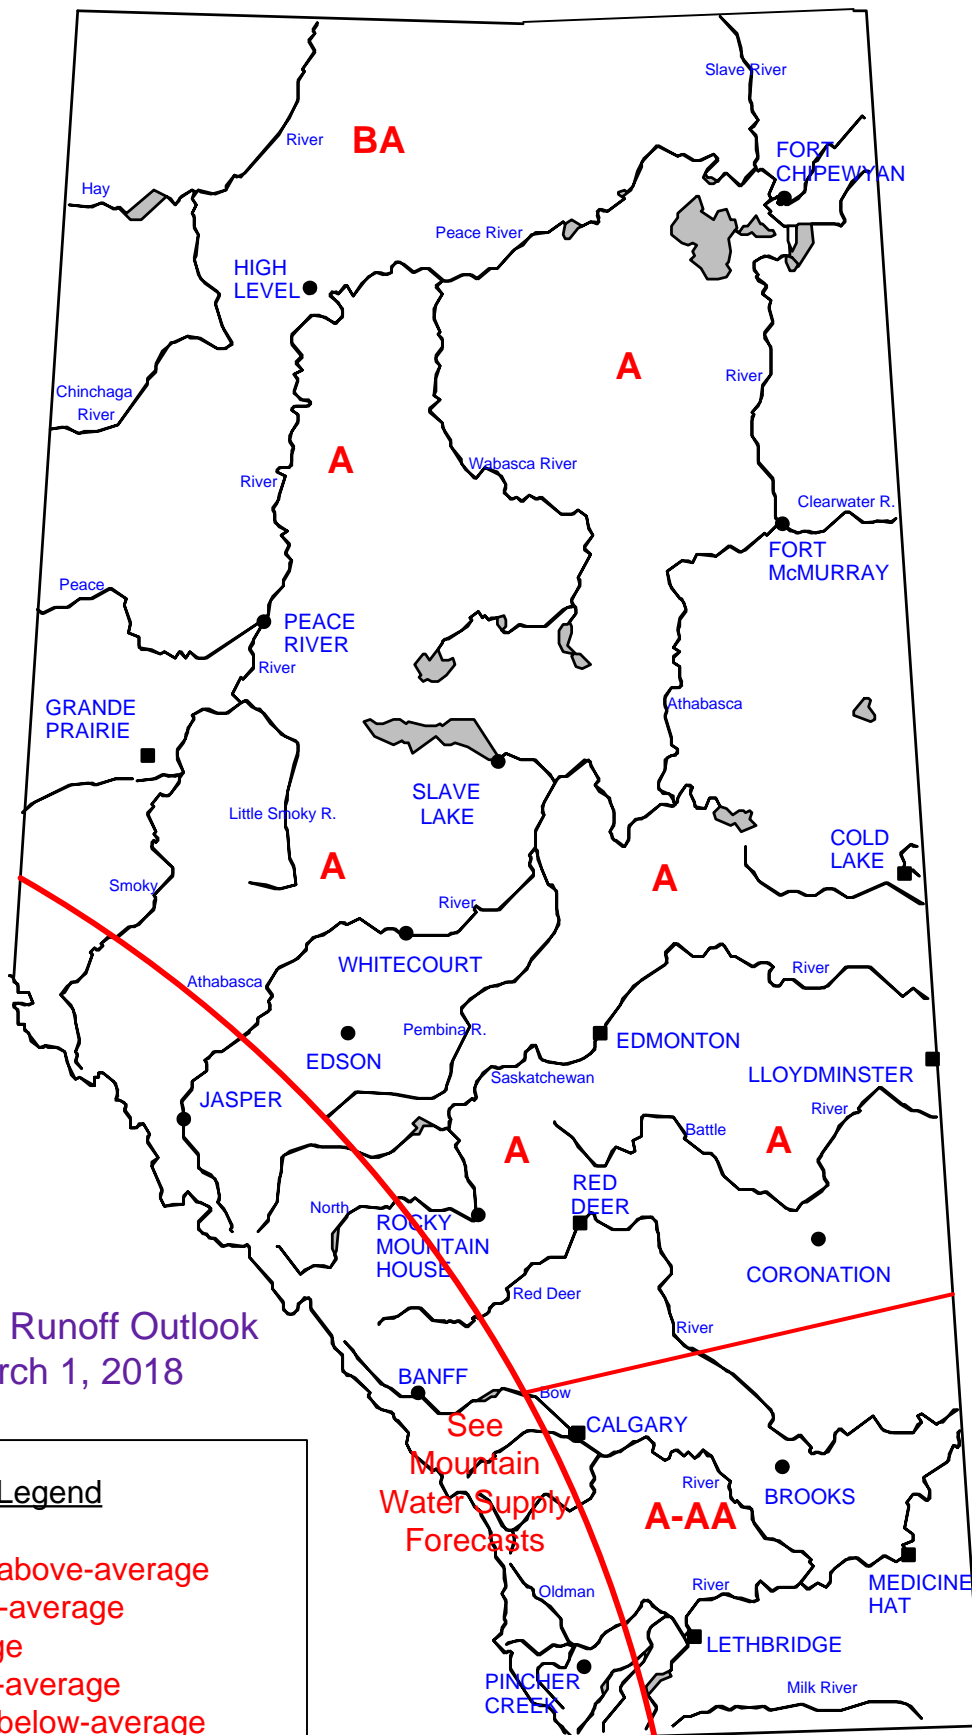 Slave River
River
BA
FORT
CHIPEWYAN
Hay
Peace River
HIGH
LEVEL
A
River
Chinchaga
River
A
Wabasca River
River
Clearwater R.
FORT
McMURRAY
Peace
PEACE
RIVER
River
GRANDE
PRAIRIE
Athabasca
SLAVE
LAKE
Little Smoky R.
COLD
LAKE
A
A
Smoky
River
WHITECOURT
River
Athabasca
Pembina R.
EDSON
EDMONTON
Saskatchewan
LLOYDMINSTER
JASPER
River
Battle
A
A
RED
DEER
North
ROCKY
MOUNTAIN
HOUSE
CORONATION
Red Deer
River
Runoff Outlook
rch 1, 2018
BANFF
Bow
CALGARY
See
Mountain
Water Supply
Forecasts
River
BROOKS
A-AA
Legend
above-average
-average
ge
-average
below-average
MEDICINE
HAT
Oldman
River
LETHBRIDGE
PINCHER
CREEK
Milk River